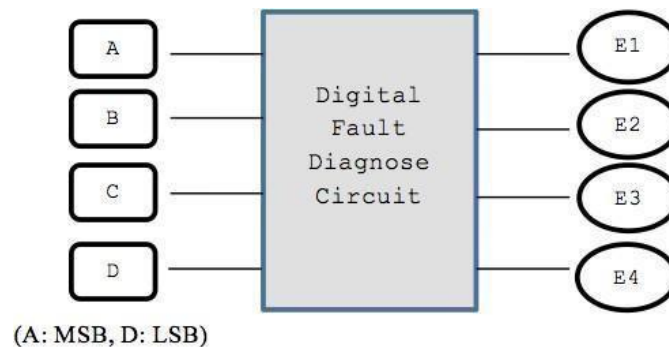 A
B
C
D
Digital
Fault
Diagnose
Circuit
E1
E2
E3
E4
(A: MSB, D: LSB)